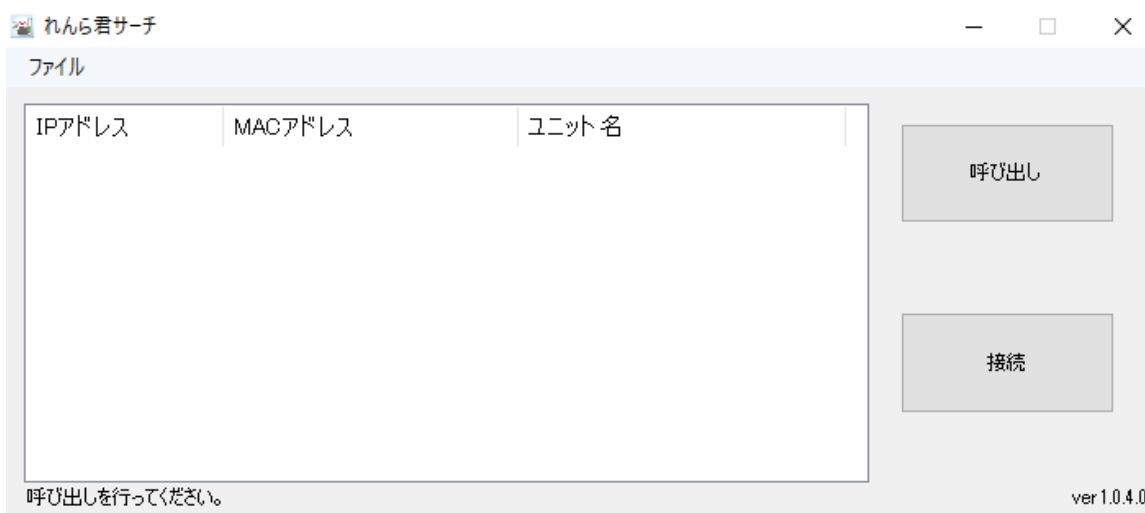 れんら君サーチ
ファイル
IPアドレス MACアドレス ユニット名
呼び出し
接続
呼び出しを行ってください。
ver1.0.4.0